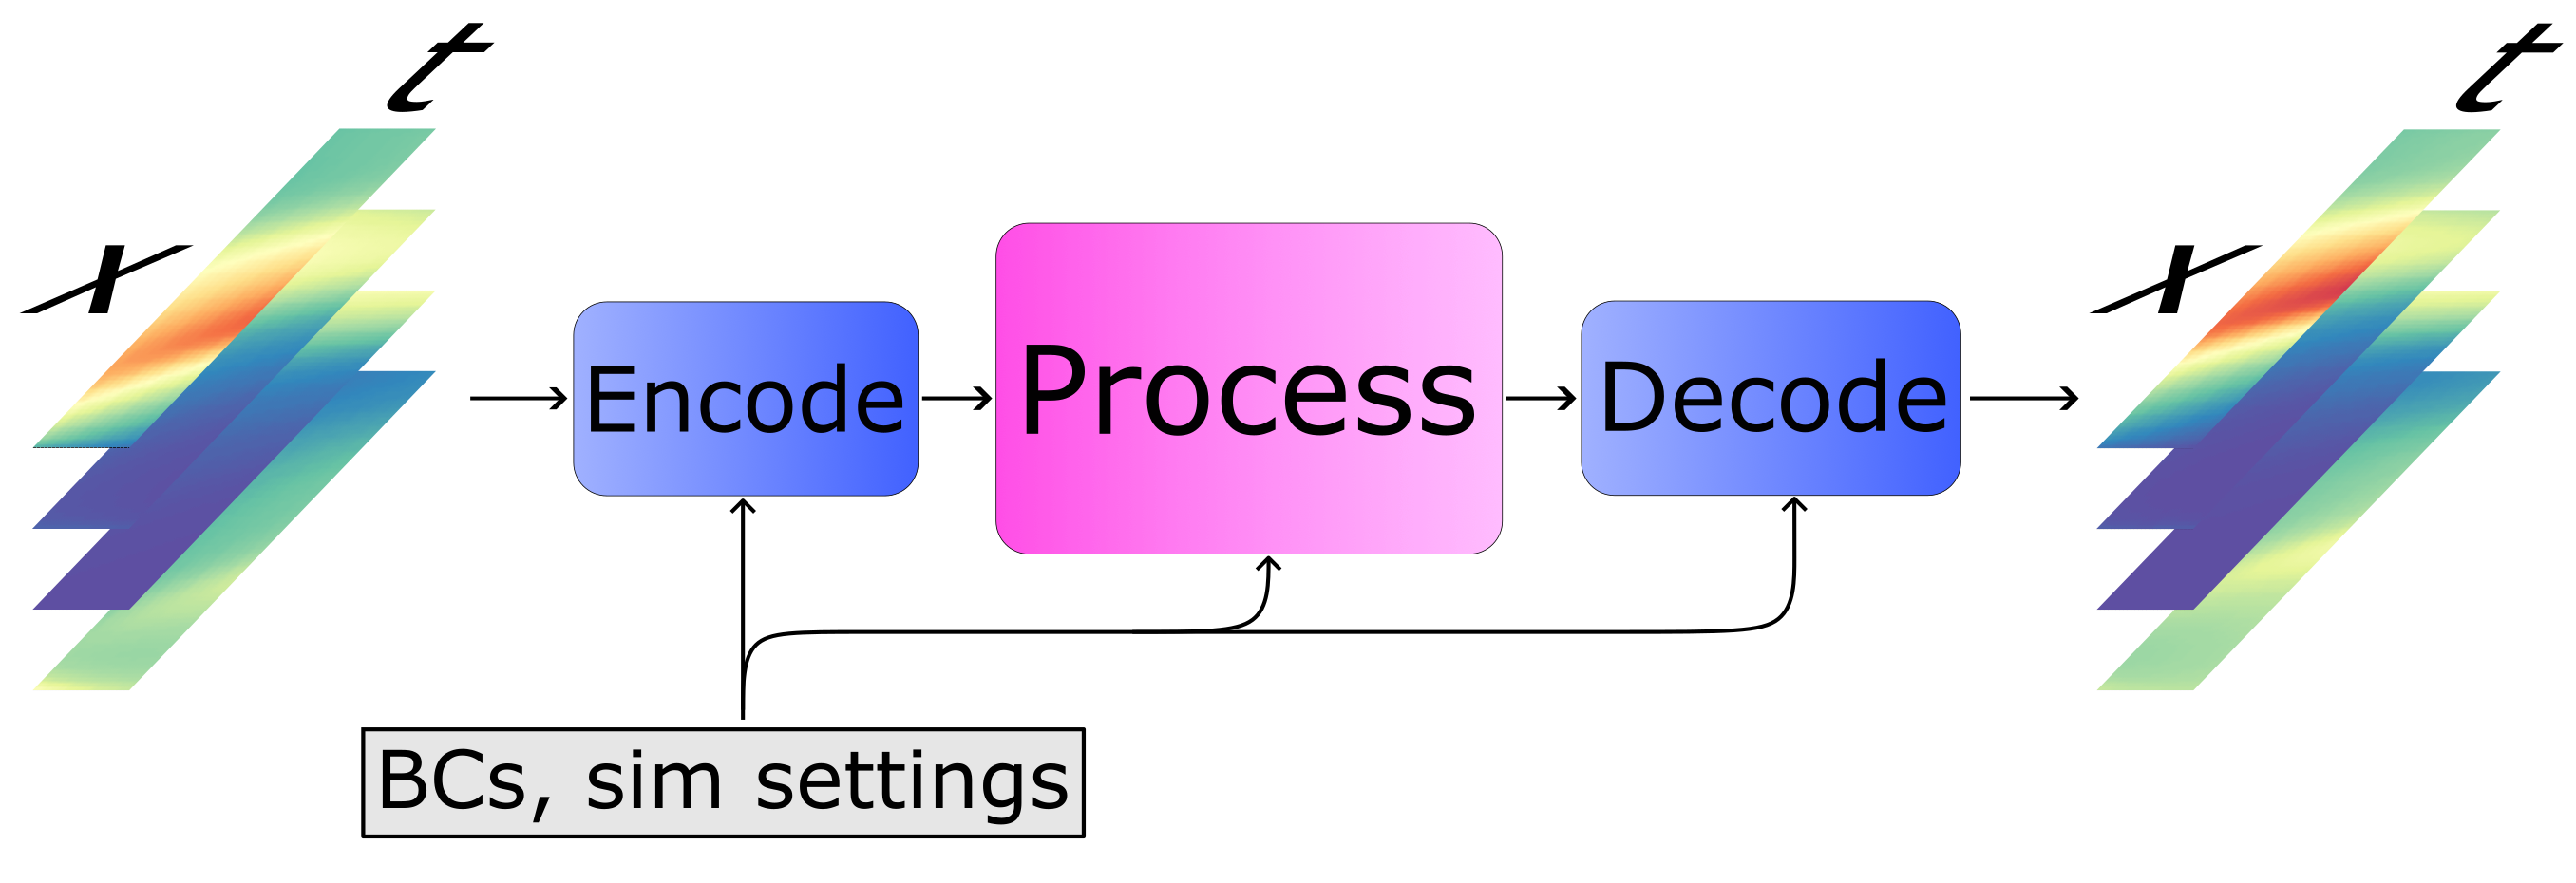 t
x
Encode
Process
Decode
t
x
BCs, sim settings